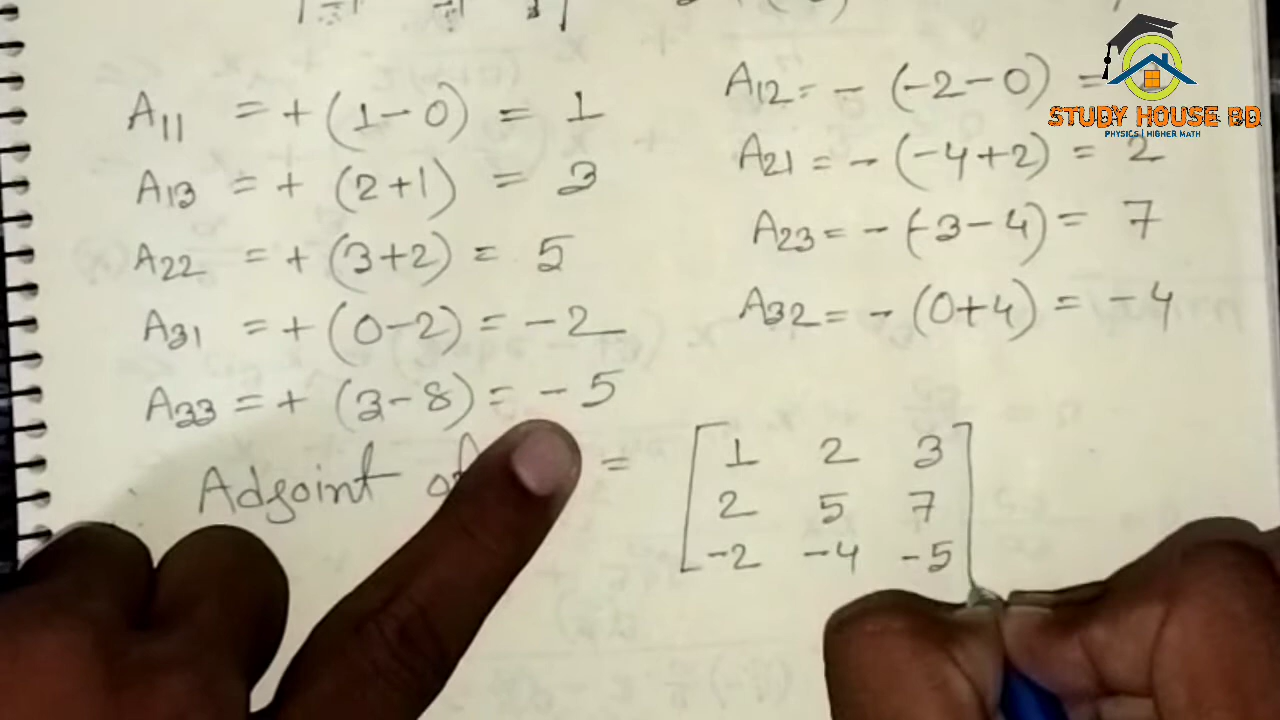 A11 = + (1-0) = 1
A12 = - (-2-0) =
STUDY HOUSE BD
PHYSICS | HIGHER MATH
A13 = + (2+1) = 3
A21 = - (-4+2) = 2
A22 = + (3+2) = 5
A23 = - (-3-4) = 7
A31 = + (0-2) = -2
A32 = - (0+4) = -4
A33 = + (3-8) = -5
Adjoint of =
1 2 3
2 5 7
-2 -4 -5